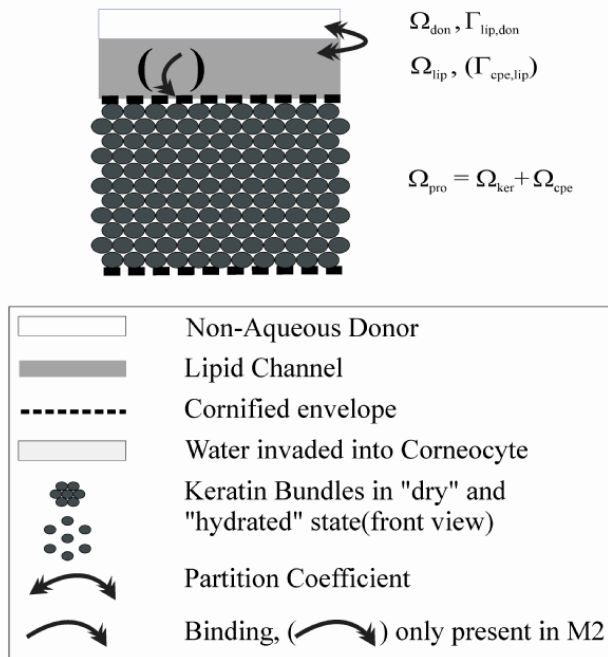 Ω_don, Γ_lip,don
( )
Ω_lip, (Γ_cpe,lip)
Ω_pro = Ω_ker + Ω_cpe
Non-Aqueous Donor
Lipid Channel
Cornified envelope
Water invaded into Corneocyte
Keratin Bundles in "dry" and
"hydrated" state(front view)
Partition Coefficient
Binding, ( ) only present in M2